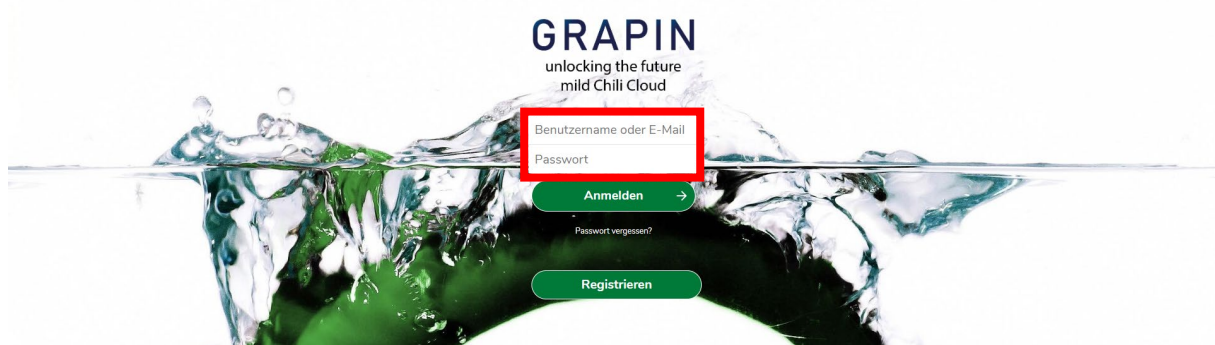 GRAPIN
unlocking the future
mild Chili Cloud
Benutzername oder E-Mail
Passwort
Anmelden →
Passwort vergessen?
Registrieren